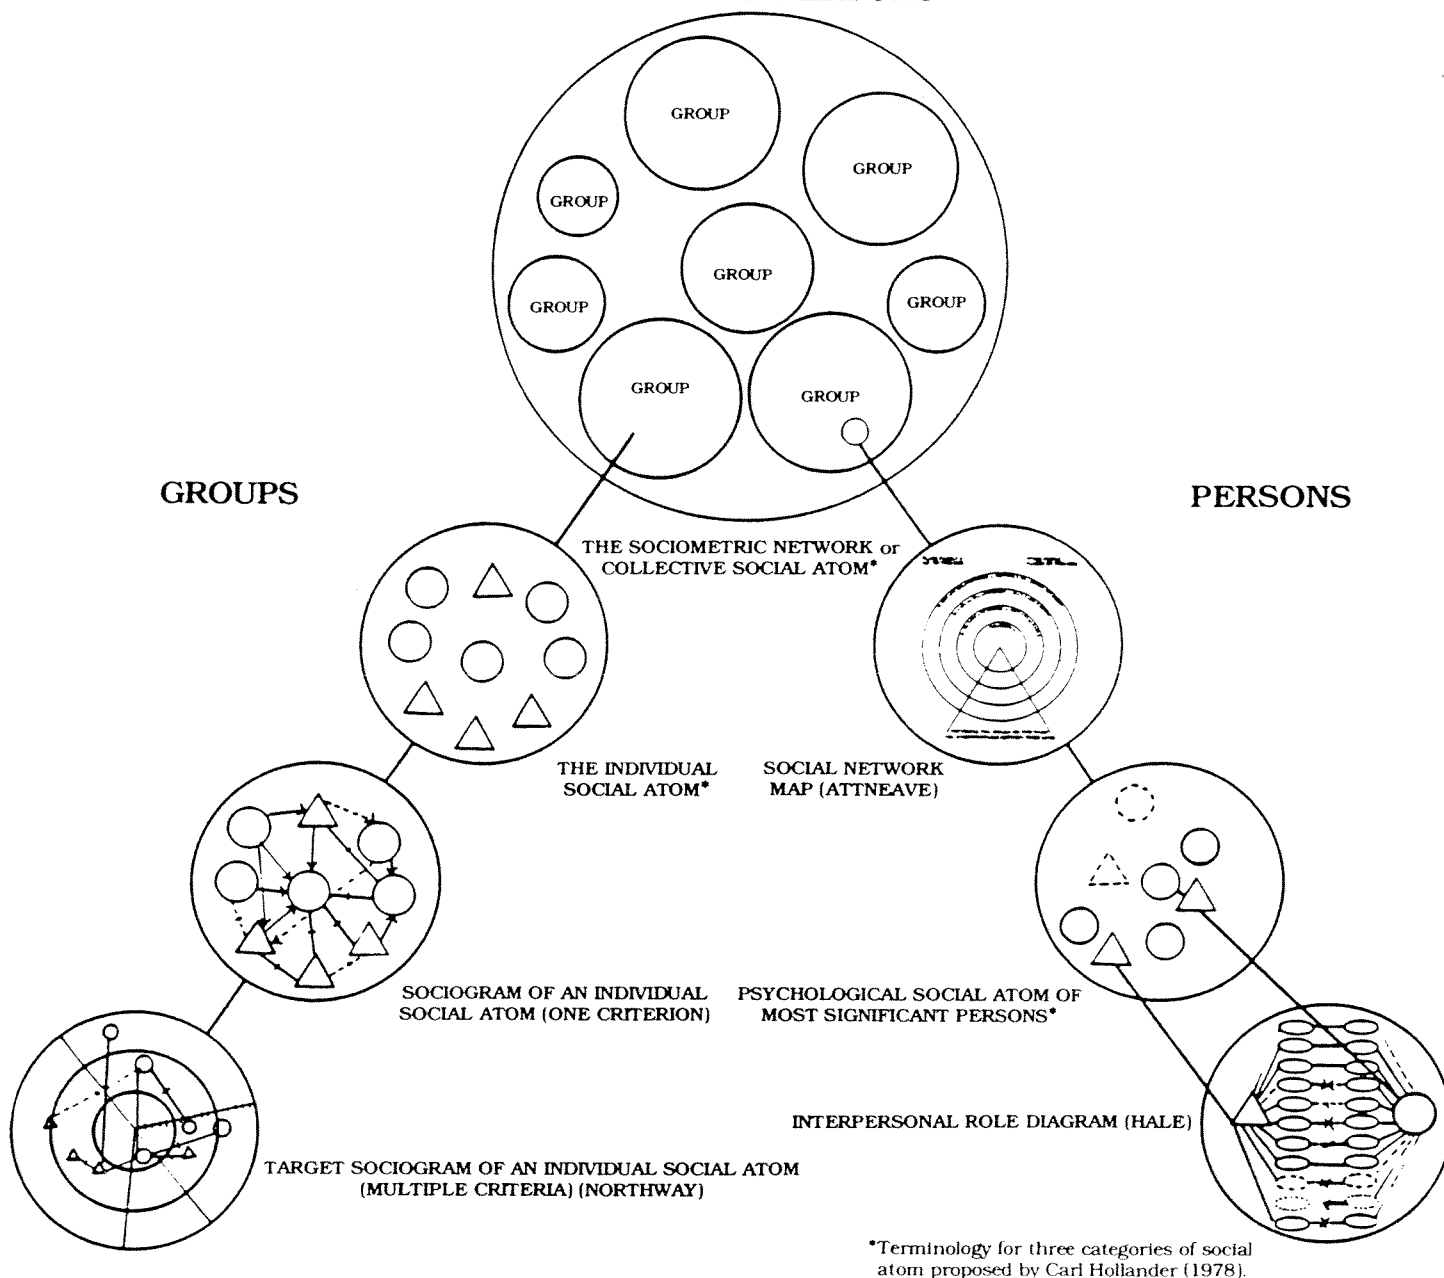 GROUP
GROUP
GROUP
GROUP
GROUP
GROUP
GROUP
GROUP
GROUPS
PERSONS
THE SOCIOMETRIC NETWORK or
COLLECTIVE SOCIAL ATOM*
THE INDIVIDUAL
SOCIAL ATOM*
SOCIAL NETWORK
MAP (ATTNEAVE)
SOCIOGRAM OF AN INDIVIDUAL
SOCIAL ATOM (ONE CRITERION)
PSYCHOLOGICAL SOCIAL ATOM OF
MOST SIGNIFICANT PERSONS*
INTERPERSONAL ROLE DIAGRAM (HALE)
TARGET SOCIOGRAM OF AN INDIVIDUAL SOCIAL ATOM
(MULTIPLE CRITERIA) (NORTHWAY)
*Terminology for three categories of social
atom proposed by Carl Hollander (1978).